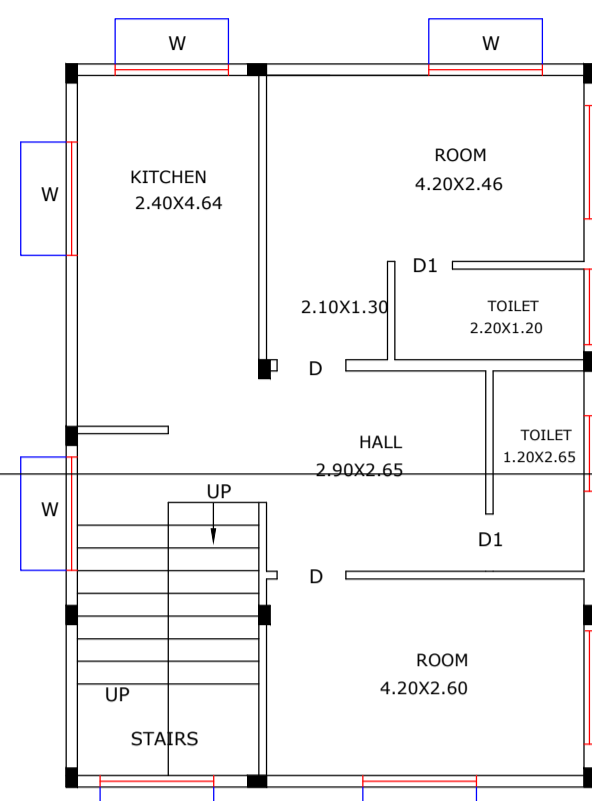 W
W
ROOM
4.20X2.46
KITCHEN
2.40X4.64
W
D1
2.10X1.30
TOILET
2.20X1.20
D
HALL
2.90X2.65
TOILET
1.20X2.65
UP
W
D1
D
ROOM
4.20X2.60
UP
STAIRS